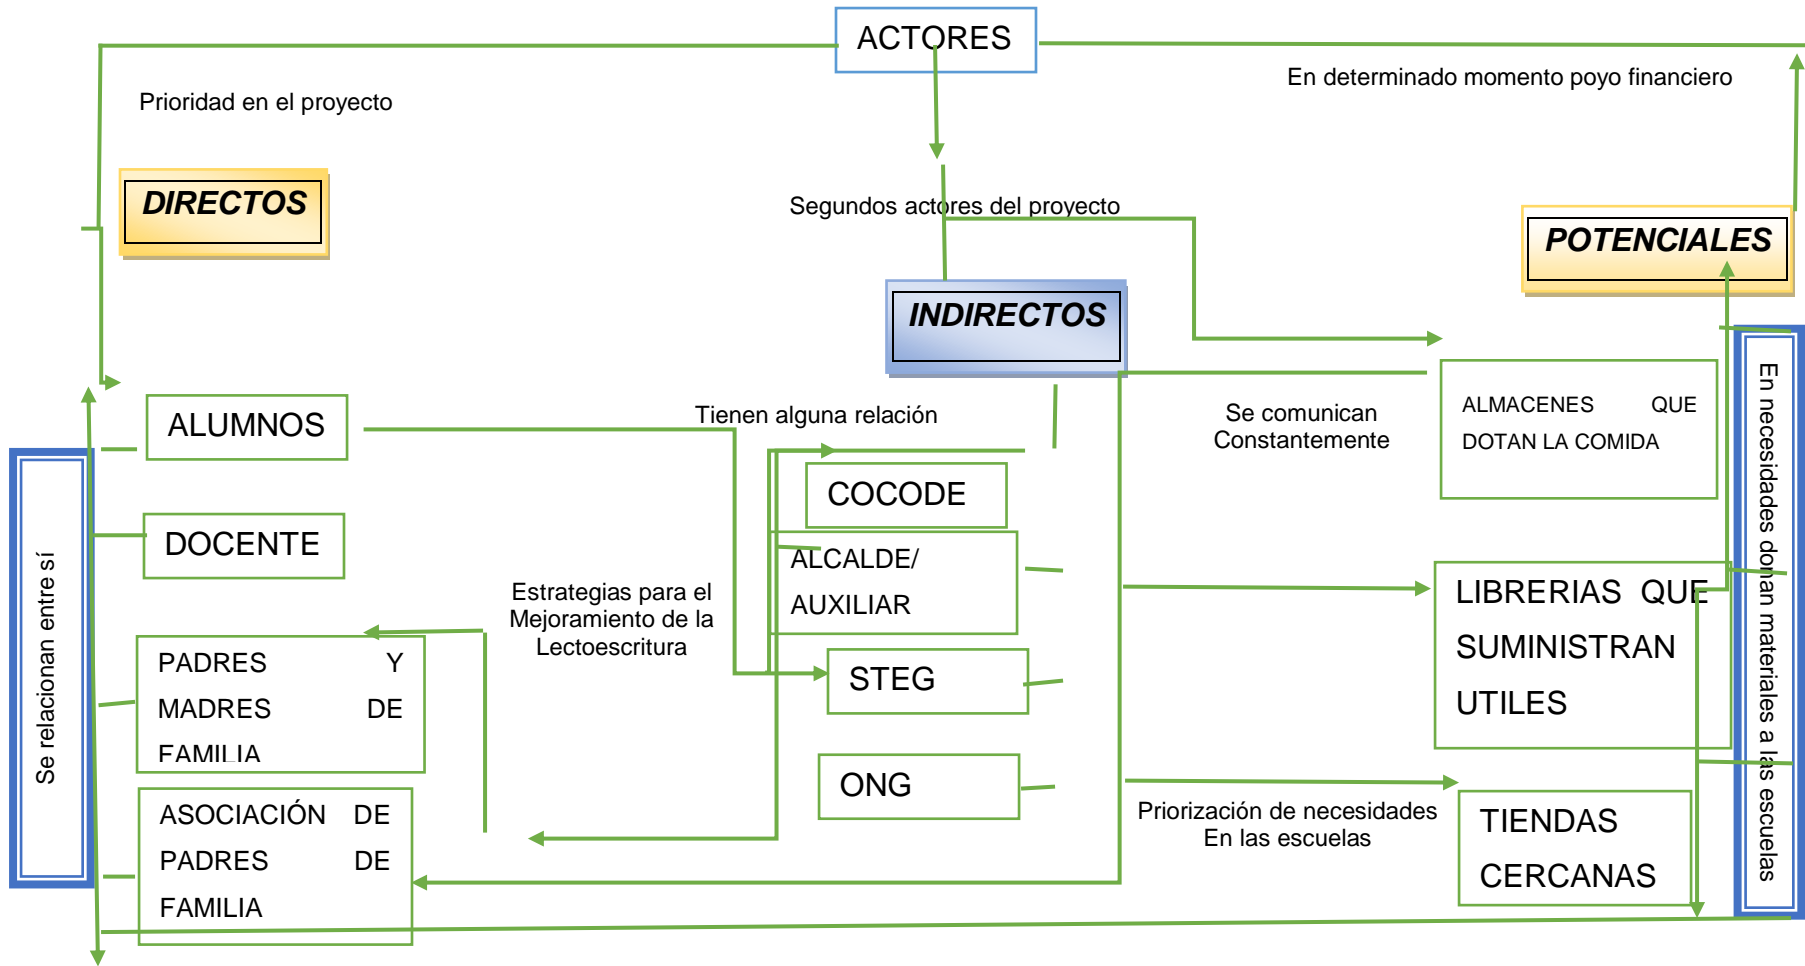 ACTORES
En determinado momento poyo financiero
Prioridad en el proyecto
DIRECTOS
Segundos actores del proyecto
POTENCIALES
INDIRECTOS
ALUMNOS
Tienen alguna relación
Se comunican
Constantemente
ALMACENES QUE
DOTAN LA COMIDA
COCODE
DOCENTE
ALCALDE/
AUXILIAR
Estrategias para el
Mejoramiento de la
Lectoescritura
LIBRERIAS QUE
SUMINISTRAN
UTILES
Se relacionan entre sí
En necesidades donan materiales a las escuelas
PADRES Y
MADRES DE
FAMILIA
STEG
ONG
ASOCIACIÓN DE
PADRES DE
FAMILIA
Priorización de necesidades
En las escuelas
TIENDAS
CERCANAS